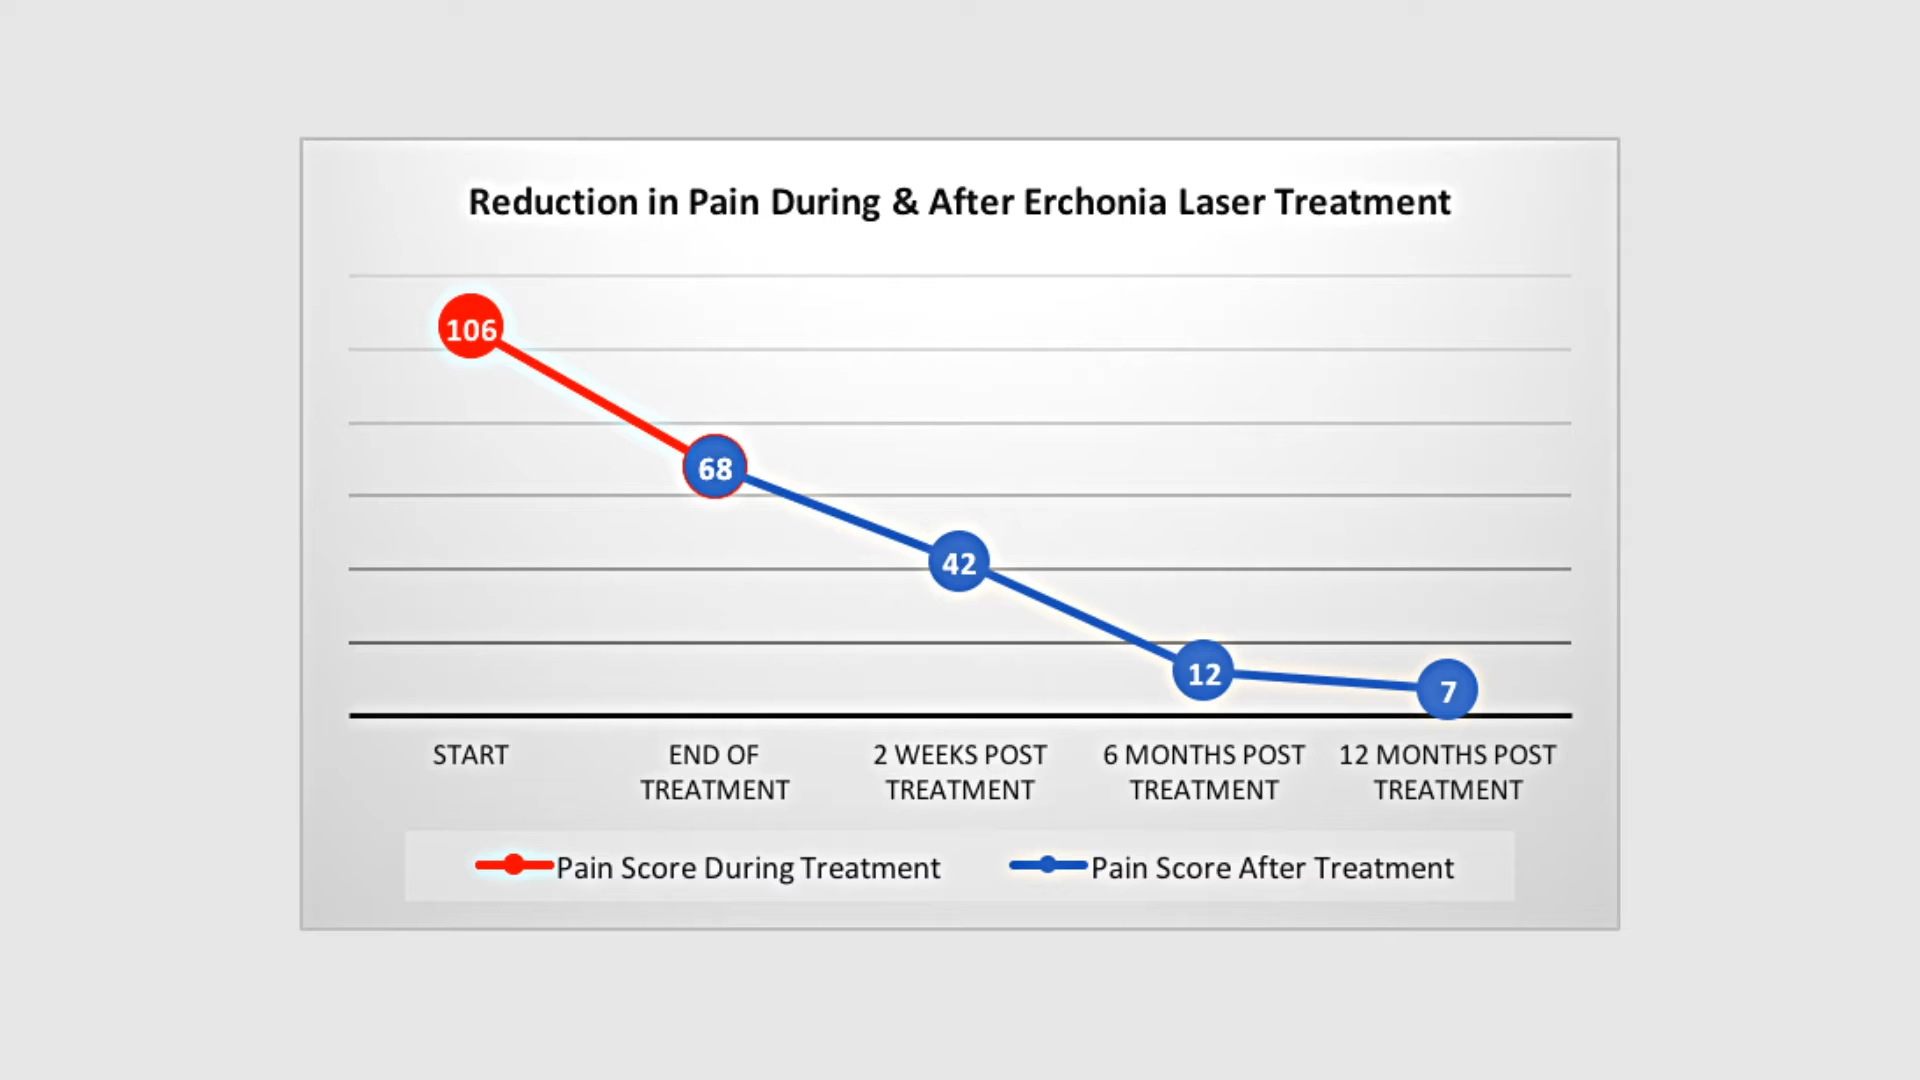 Reduction in Pain During & After Erchonia Laser Treatment
106
68
42
12
7
START
END OF
TREATMENT
2 WEEKS POST
TREATMENT
6 MONTHS POST
TREATMENT
12 MONTHS POST
TREATMENT
Pain Score During Treatment
Pain Score After Treatment